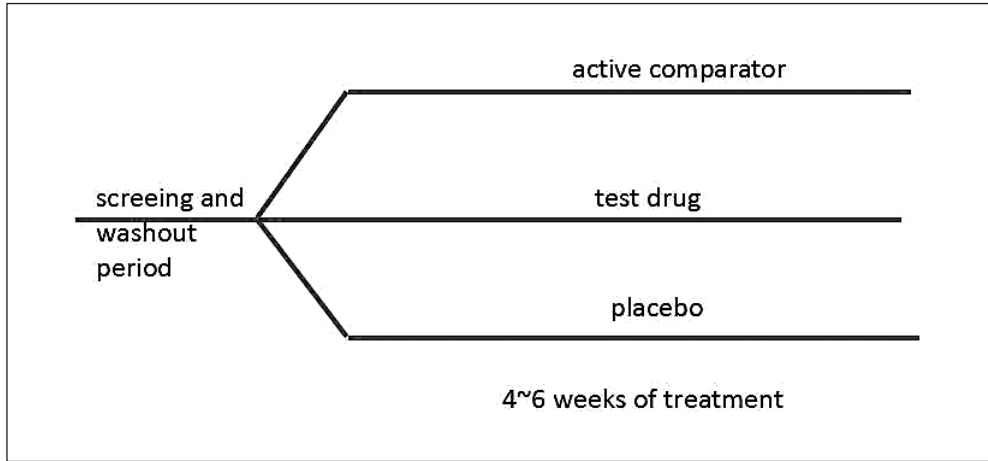 active comparator
screeing and
test drug
washout
period
placebo
4~6 weeks of treatment